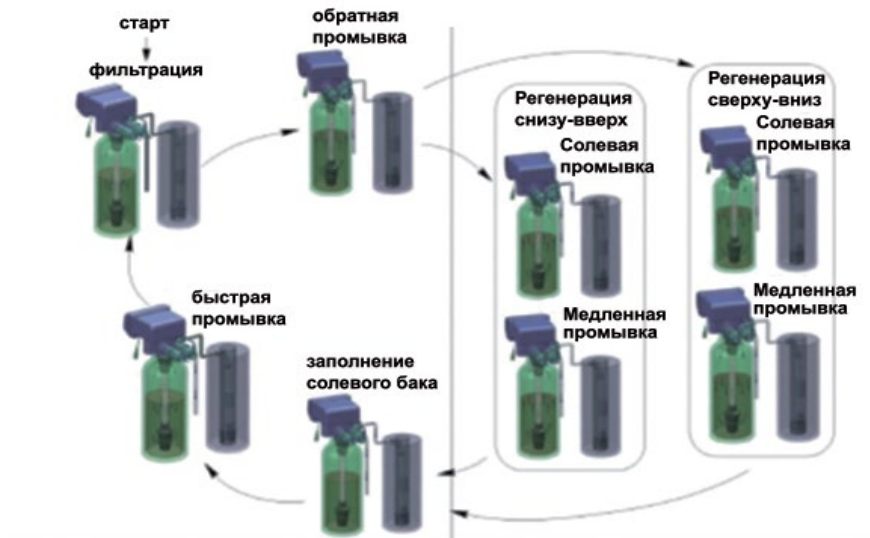 старт
фильтрация
обратная
промывка
Регенерация
снизу-вверх
Солевая
промывка
Медленная
промывка
Регенерация
сверху-вниз
Солевая
промывка
Медленная
промывка
заполнение
солевого бака
быстрая
промывка